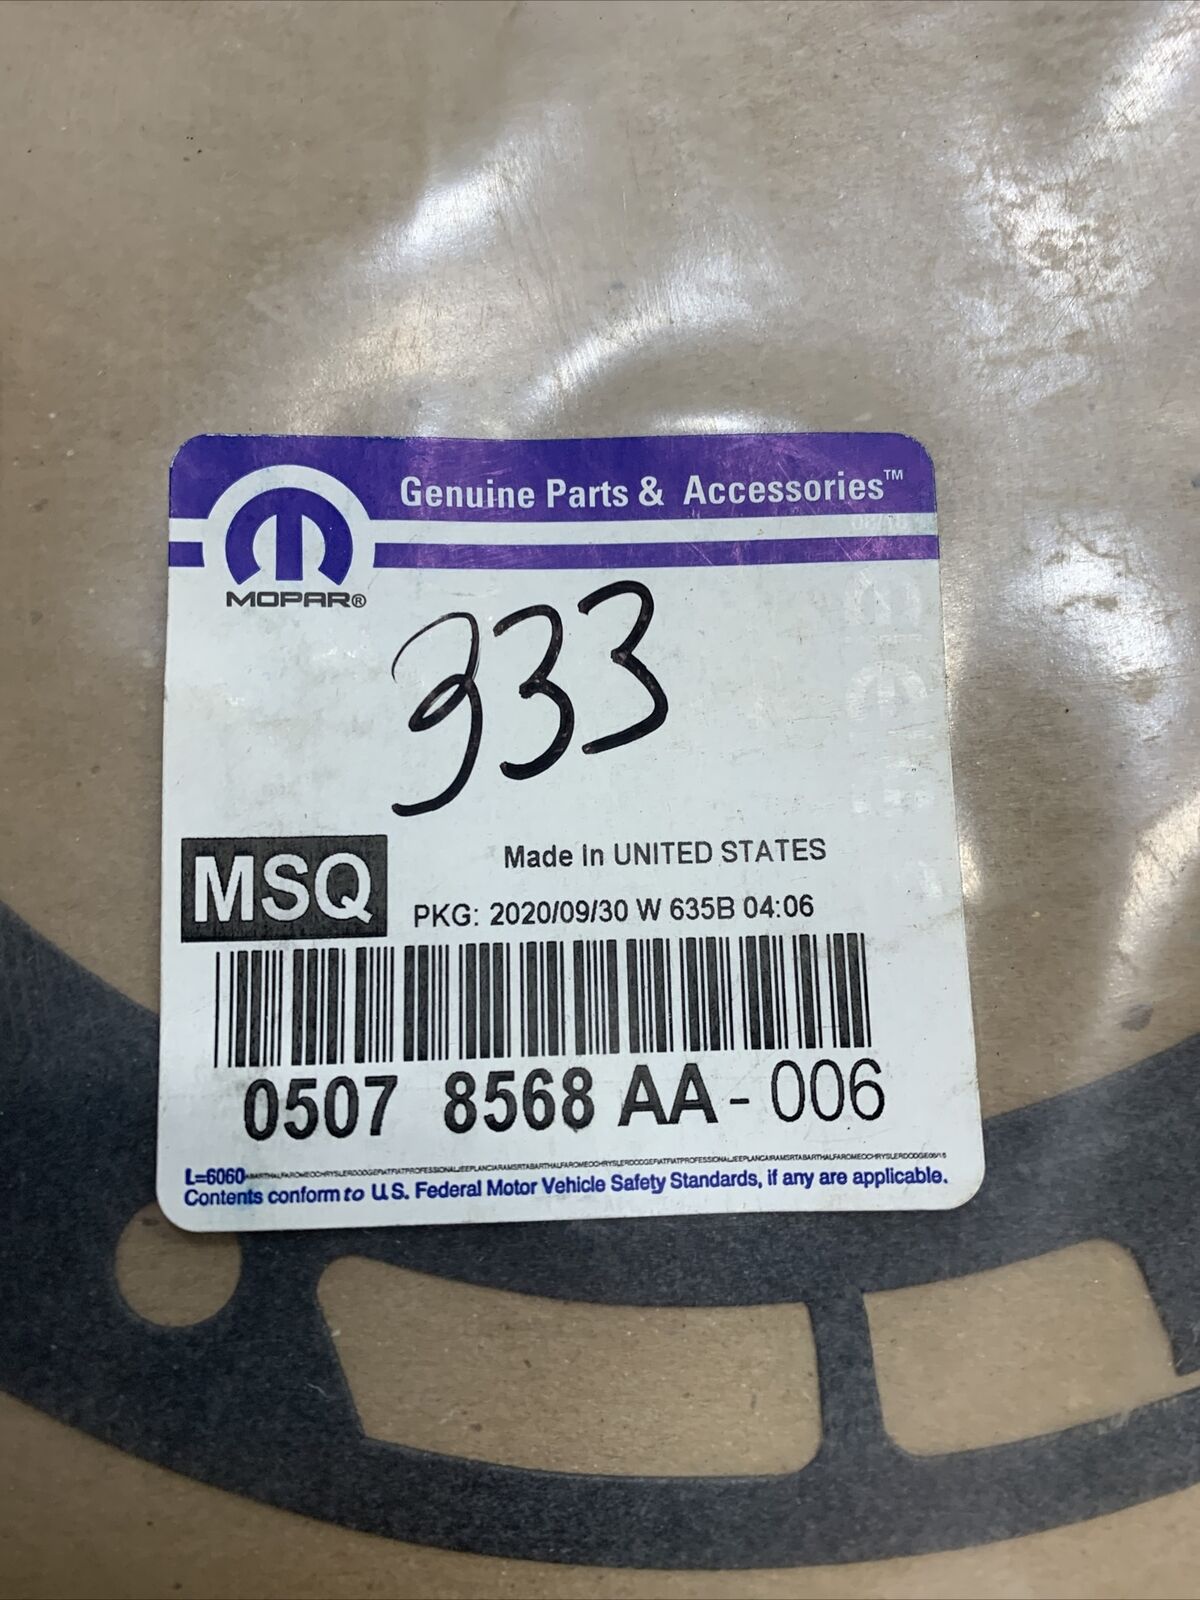 Genuine Parts & Accessories™
MOPAR®
333
MSQ
Made In UNITED STATES
PKG: 2020/09/30 W 635B 04:06
0507 8568 AA - 006
L=6060
Contents conform to U.S. Federal Motor Vehicle Safety Standards, if any are applicable.